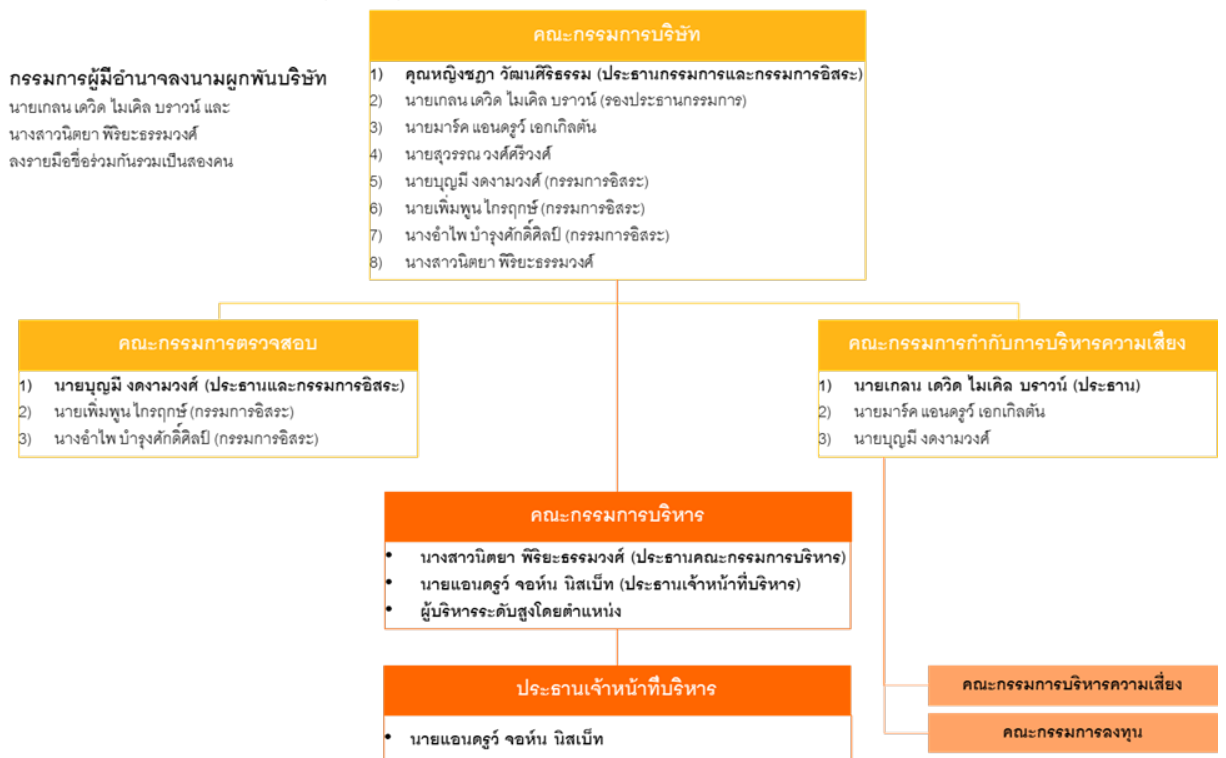 คณะกรรมการบริษัท
กรรมการผู้มีอำนาจลงนามผูกพันบริษัท
นายเกลน เดวิด ไมเคิล บราวน์ และ
นางสาวนิตยา พิริยะธรรมวงศ์
ลงรายมือชื่อร่วมกันรวมเป็นสองคน
1) คุณหญิงชฎา วัฒนศิริธรรม (ประธานกรรมการและกรรมการอิสระ)
2) นายเกลน เดวิด ไมเคิล บราวน์ (รองประธานกรรมการ)
3) นายมาร์ค แอนดรูว์ เอกเกิลตัน
4) นายสุวรรณ วงศ์ศรีวงศ์
5) นายบุญมี งดงามวงศ์ (กรรมการอิสระ)
6) นายเพิ่มพูน ไกรฤกษ์ (กรรมการอิสระ)
7) นางอำไพ บำรุงศักดิ์ศิลป์ (กรรมการอิสระ)
8) นางสาวนิตยา พิริยะธรรมวงศ์
คณะกรรมการตรวจสอบ
1) นายบุญมี งดงามวงศ์ (ประธานและกรรมการอิสระ)
2) นายเพิ่มพูน ไกรฤกษ์ (กรรมการอิสระ)
3) นางอำไพ บำรุงศักดิ์ศิลป์ (กรรมการอิสระ)
คณะกรรมการกำกับการบริหารความเสี่ยง
1) นายเกลน เดวิด ไมเคิล บราวน์ (ประธาน)
2) นายมาร์ค แอนดรูว์ เอกเกิลตัน
3) นายบุญมี งดงามวงศ์
คณะกรรมการบริหาร
• นางสาวนิตยา พิริยะธรรมวงศ์ (ประธานคณะกรรมการบริหาร)
• นายแอนดรูว์ จอห์น นิสเบ็ท (ประธานเจ้าหน้าที่บริหาร)
• ผู้บริหารระดับสูงโดยตำแหน่ง
ประธานเจ้าหน้าที่บริหาร
• นายแอนดรูว์ จอห์น นิสเบ็ท
คณะกรรมการบริหารความเสี่ยง
คณะกรรมการลงทุน